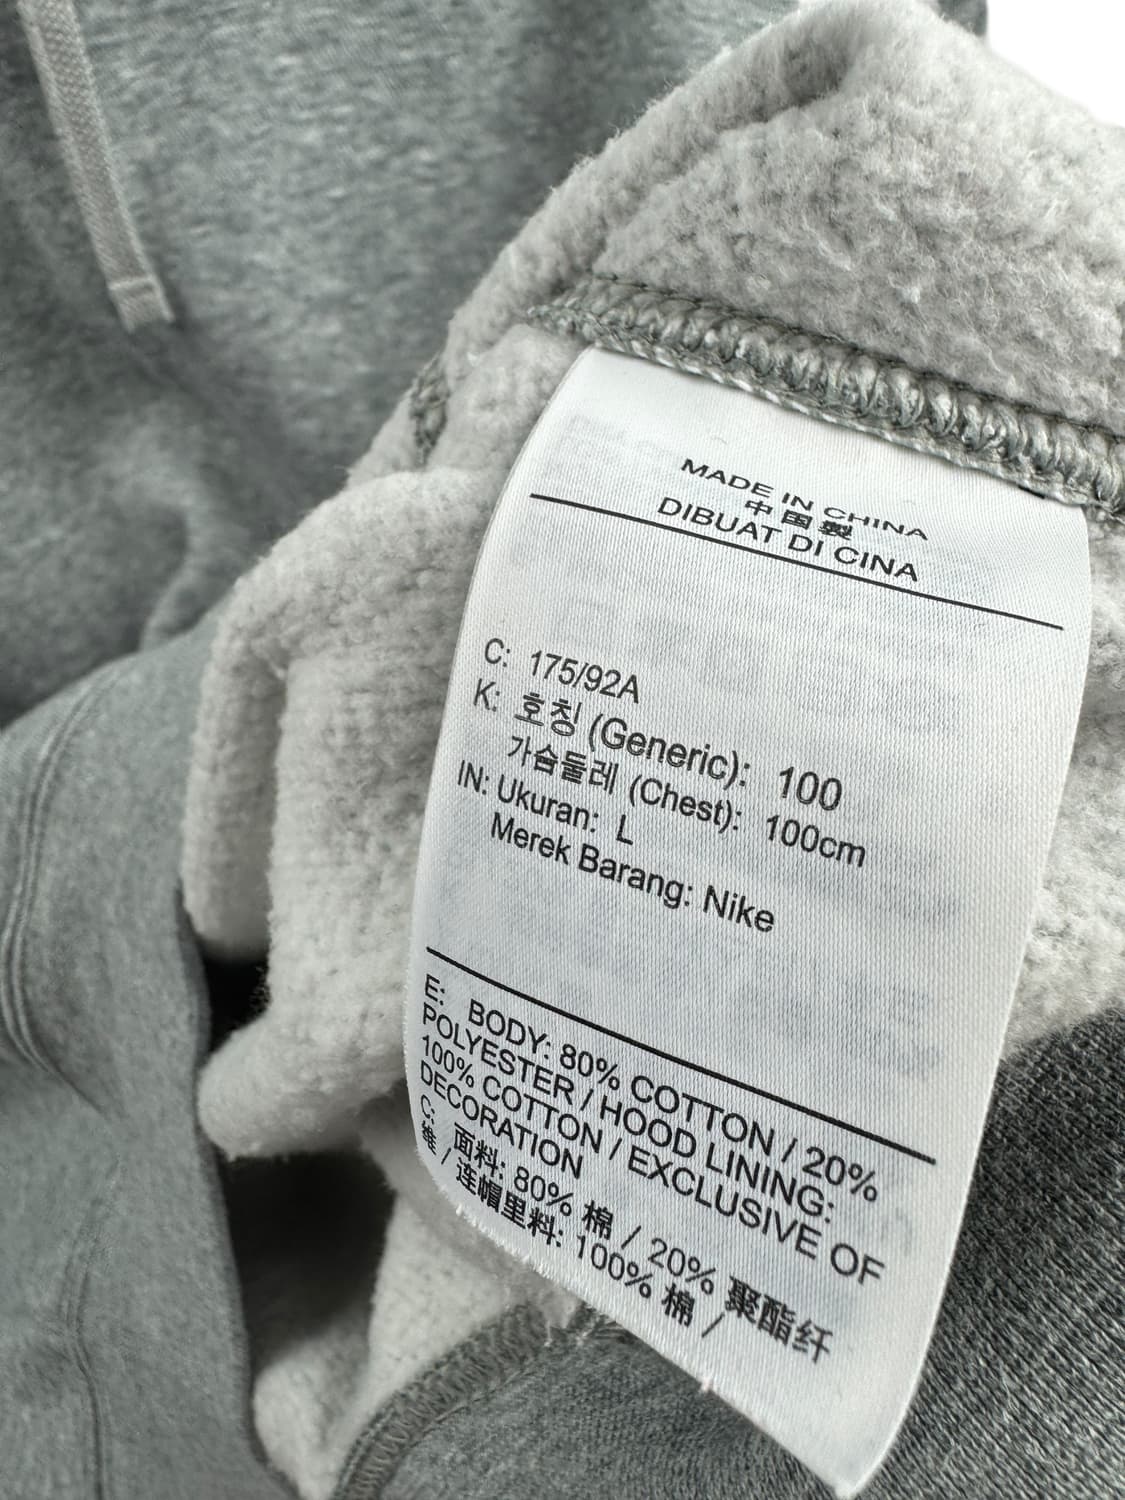 MADE IN CHINA
中国製
DIBUAT DI CINA
C: 175/92A
K: 호칭 (Generic): 100
가슴둘레 (Chest): 100cm
IN: Ukuran: L
Merek Barang: Nike
E: BODY: 80% COTTON / 20%
POLYESTER / HOOD LINING:
100% COTTON / EXCLUSIVE OF
DECORATION
C: 面料: 80% 棉 / 20% 聚酯纤
维 / 连帽里料: 100% 棉 /